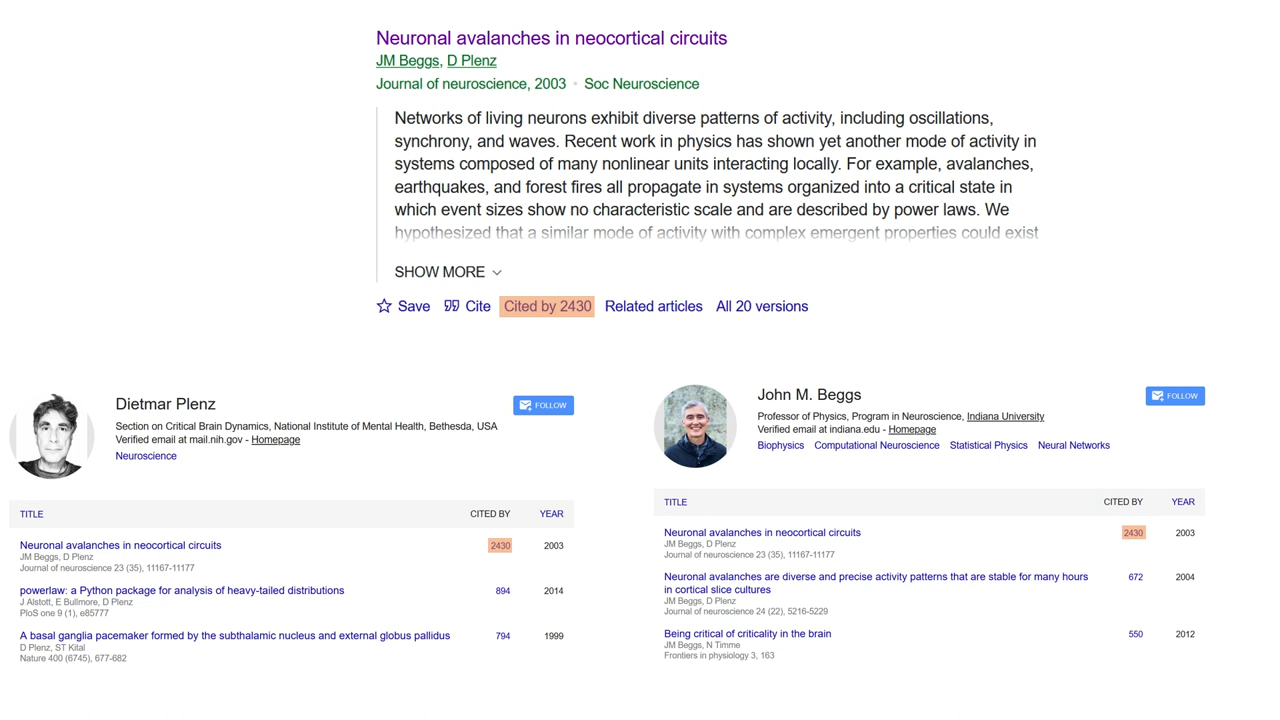 Neuronal avalanches in neocortical circuits
JM Beggs, D Plenz
Journal of neuroscience, 2003 • Soc Neuroscience
Networks of living neurons exhibit diverse patterns of activity, including oscillations,
synchrony, and waves. Recent work in physics has shown yet another mode of activity in
systems composed of many nonlinear units interacting locally. For example, avalanches,
earthquakes, and forest fires all propagate in systems organized into a critical state in
which event sizes show no characteristic scale and are described by power laws. We
hypothesized that a similar mode of activity with complex emergent properties could exist
SHOW MORE
Save Cite Cited by 2430 Related articles All 20 versions
Dietmar Plenz
FOLLOW
Section on Critical Brain Dynamics, National Institute of Mental Health, Bethesda, USA
Verified email at mail.nih.gov - Homepage
Neuroscience
TITLE CITED BY YEAR
Neuronal avalanches in neocortical circuits 2430 2003
JM Beggs, D Plenz
Journal of neuroscience 23 (35), 11167-11177
powerlaw: a Python package for analysis of heavy-tailed distributions 894 2014
J Alstott, E Bullmore, D Plenz
PloS one 9 (1), e85777
A basal ganglia pacemaker formed by the subthalamic nucleus and external globus pallidus 794 1999
D Plenz, ST Kital
Nature 400 (6745), 677-682
John M. Beggs
FOLLOW
Professor of Physics, Program in Neuroscience, Indiana University
Verified email at indiana.edu - Homepage
Biophysics Computational Neuroscience Statistical Physics Neural Networks
TITLE CITED BY YEAR
Neuronal avalanches in neocortical circuits 2430 2003
JM Beggs, D Plenz
Journal of neuroscience 23 (35), 11167-11177
Neuronal avalanches are diverse and precise activity patterns that are stable for many hours 672 2004
in cortical slice cultures
JM Beggs, D Plenz
Journal of neuroscience 24 (22), 5216-5229
Being critical of criticality in the brain 550 2012
JM Beggs, N Timme
Frontiers in physiology 3, 163